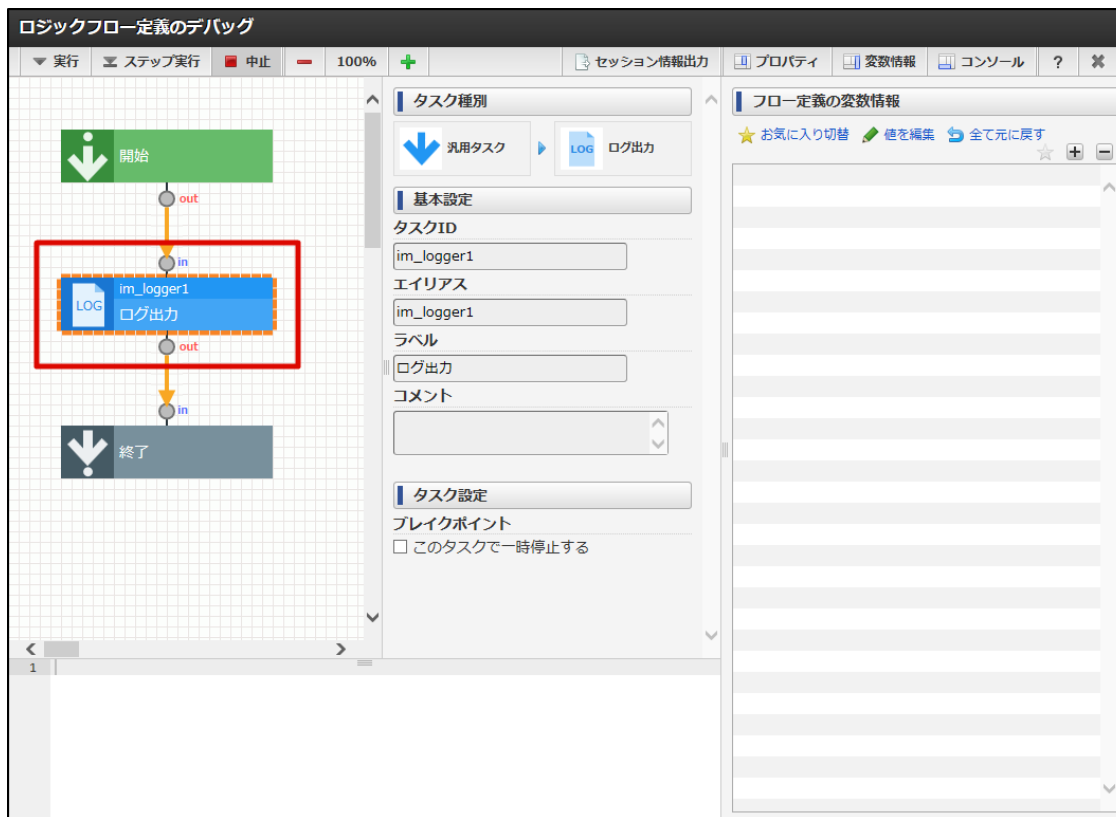 ロジックフロー定義のデバッグ
実行 ステップ実行 中止 100% セッション情報出力 プロパティ 変数情報 コンソール ?
開始
out
in
im_logger1
LOG ログ出力
out
in
終了
タスク種別
汎用タスク LOG ログ出力
基本設定
タスクID
im_logger1
エイリアス
im_logger1
ラベル
ログ出力
コメント
タスク設定
ブレイクポイント
このタスクで一時停止する
フロー定義の変数情報
お気に入り切替 値を編集 全て元に戻す
1